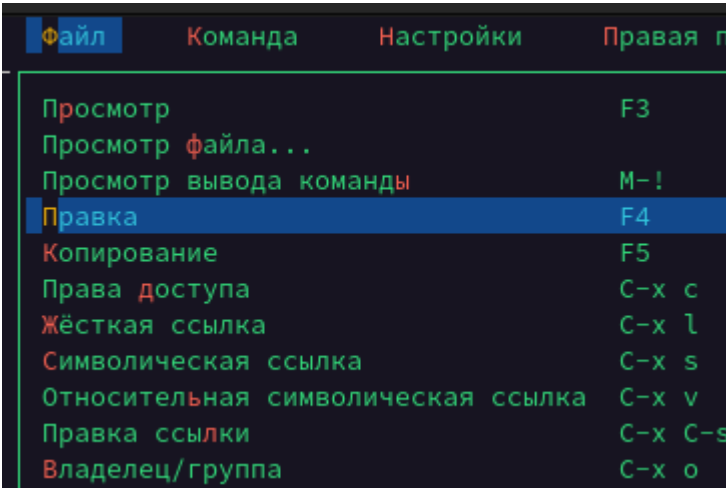 Файл Команда Настройки Правая
Просмотр F3
Просмотр файла...
Просмотр вывода команды M-!
Правка F4
Копирование F5
Права доступа C-x c
Жёсткая ссылка C-x l
Символическая ссылка C-x s
Относительная символическая ссылка C-x v
Правка ссылки C-x C-s
Владелец/группа C-x o